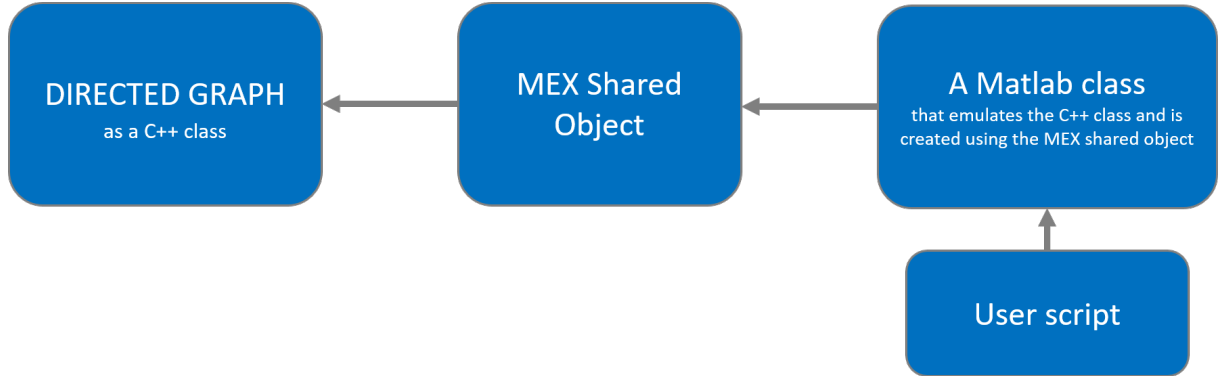 DIRECTED GRAPH
as a C++ class
MEX Shared
Object
A Matlab class
that emulates the C++ class and is
created using the MEX shared object
User script